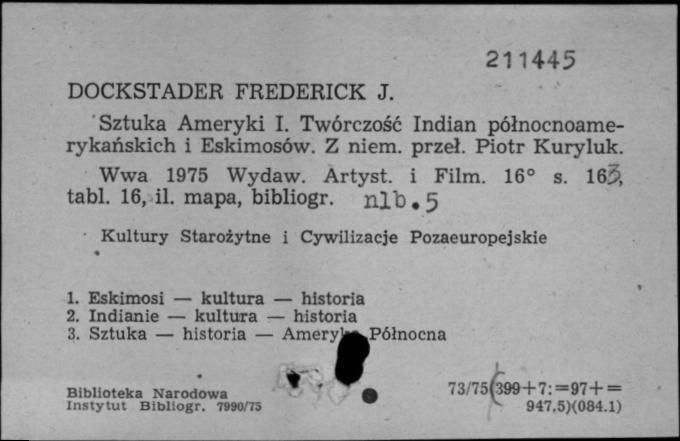 211445
DOCKSTADER FREDERICK J.
Sztuka Ameryki I. Twórczość Indian północnoame-
rykańskich i Eskimosów. Z niem. przeł. Piotr Kuryluk.
Wwa 1975 Wydaw. Artyst. i Film. 16° s. 163,
tabl. 16, il. mapa, bibliogr. nlb. 5
Kultury Starożytne i Cywilizacje Pozaeuropejskie
1. Eskimosi — kultura — historia
2. Indianie — kultura — historia
3. Sztuka — historia — Ameryka Północna
Biblioteka Narodowa
Instytut Bibliogr. 7990/75
73/75(399+7:=97+=
947.5)(084.1)